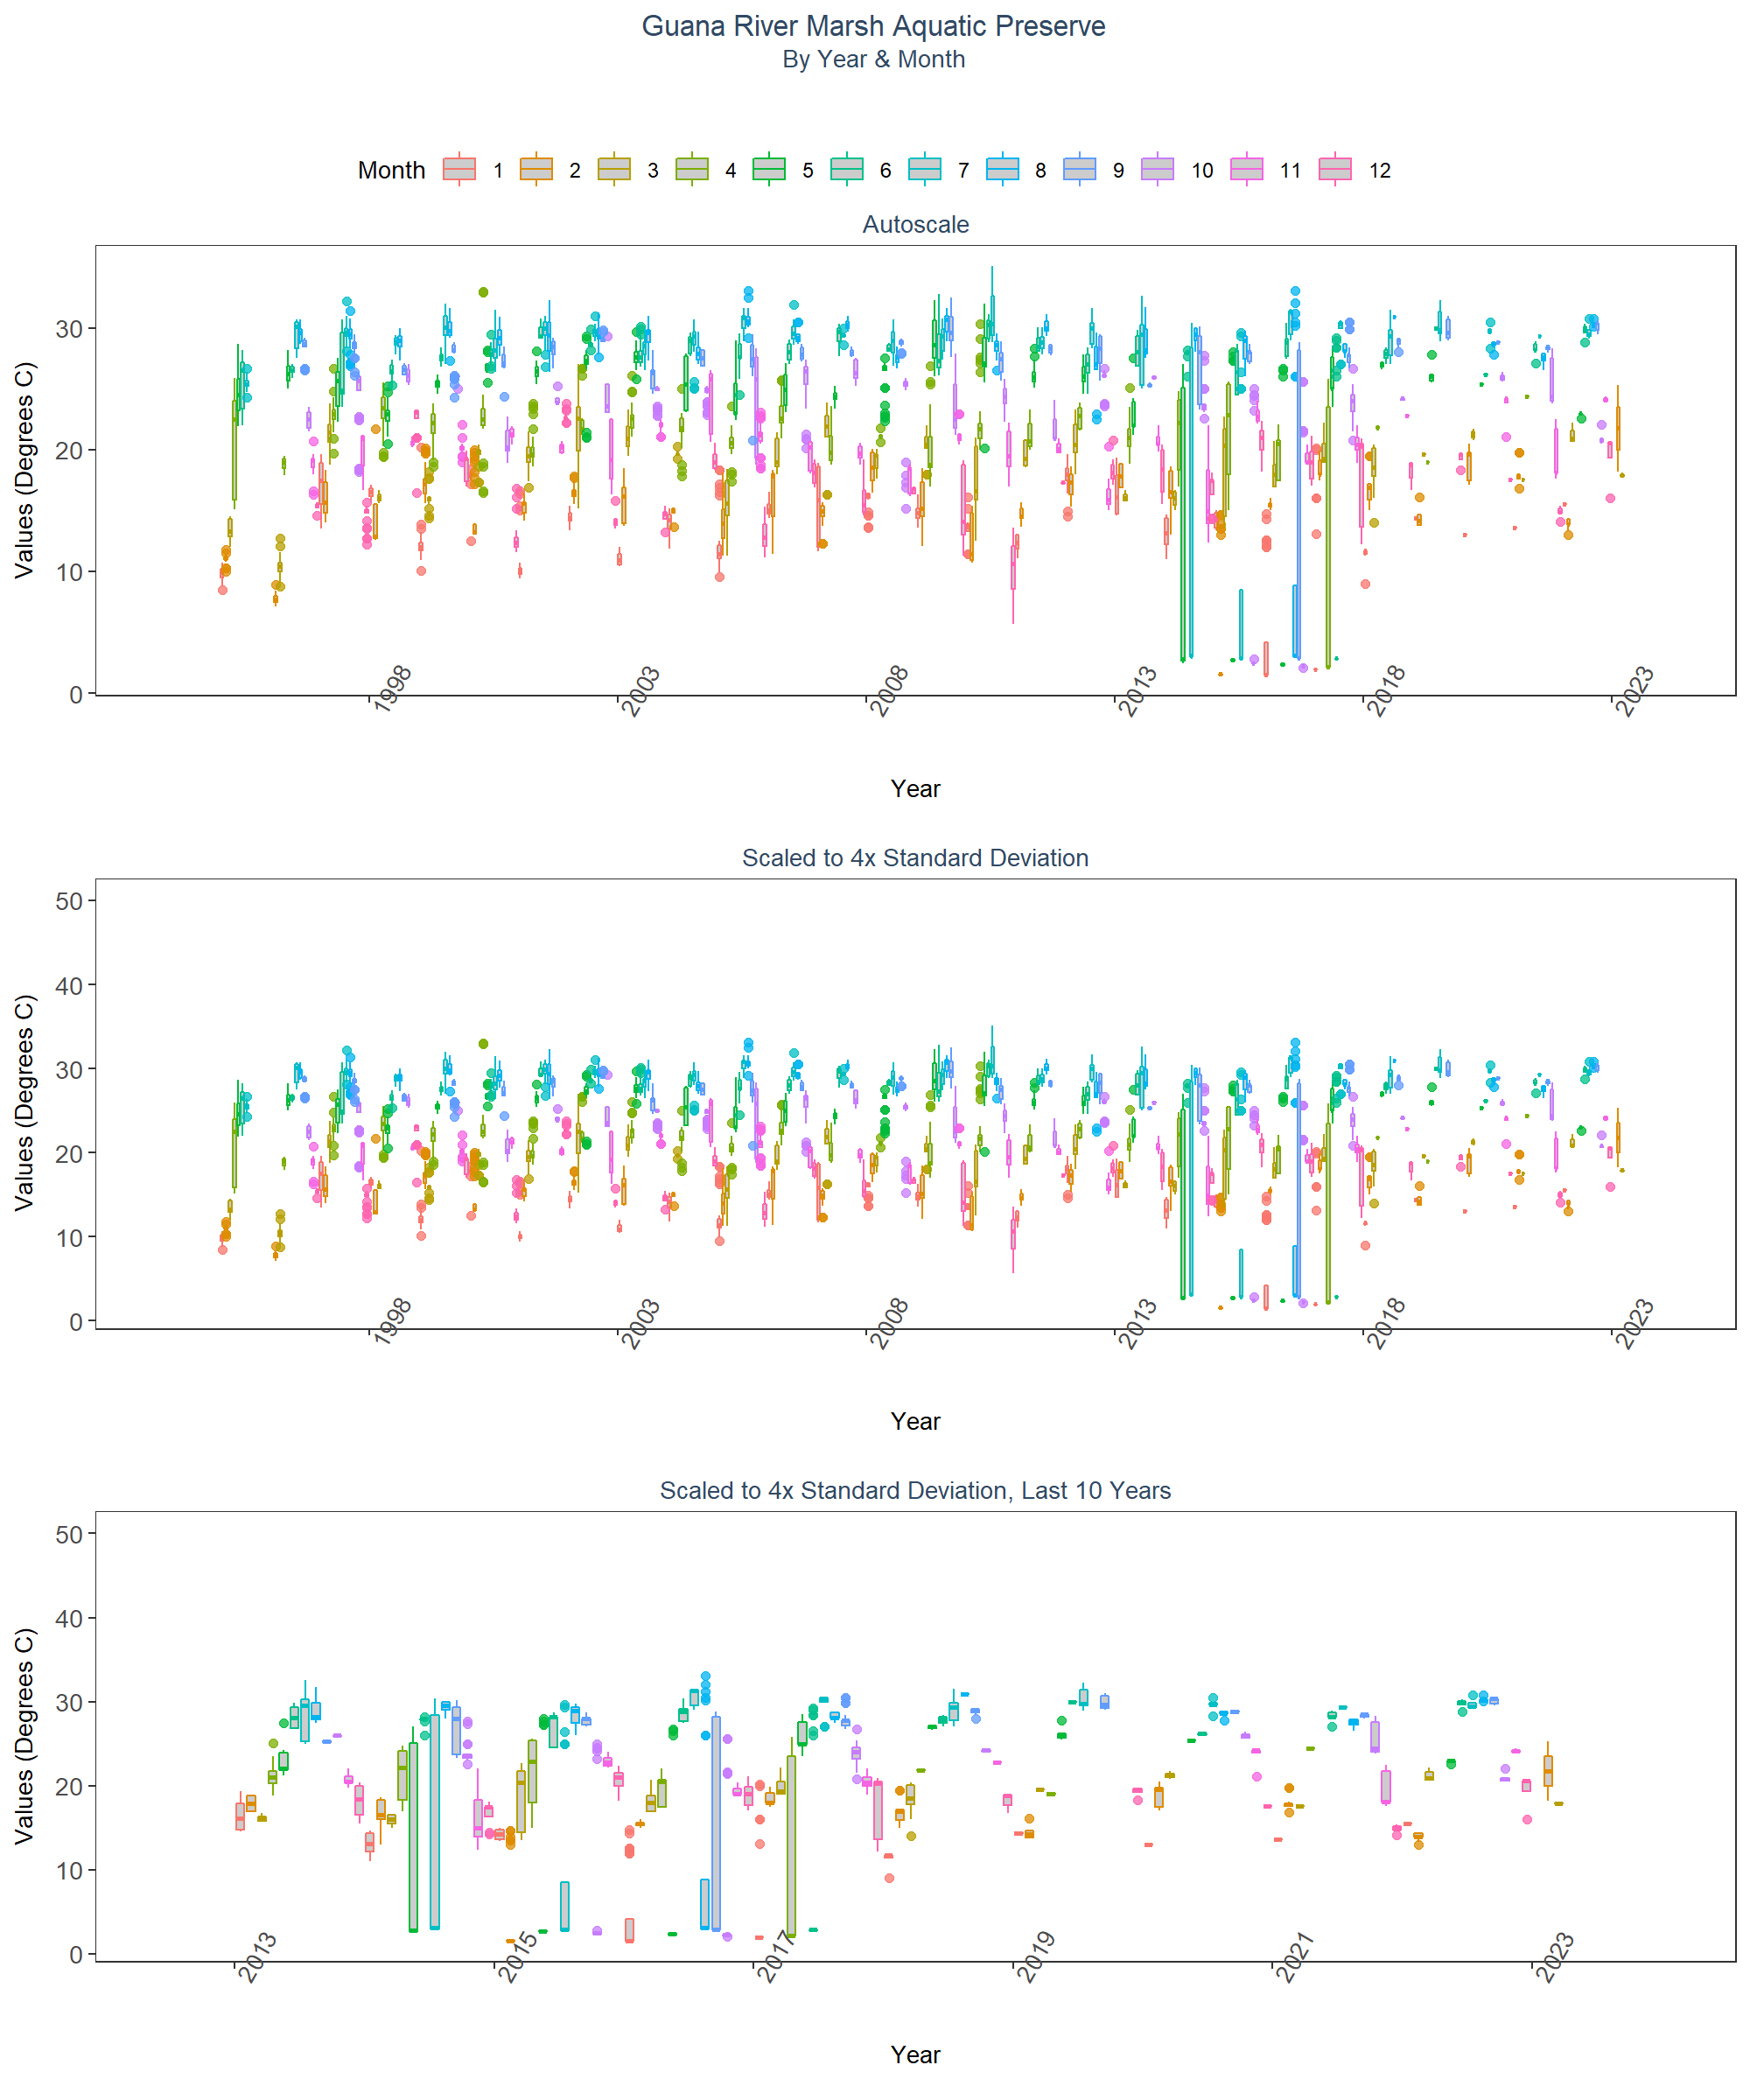 Guana River Marsh Aquatic Preserve
By Year & Month
Month 1 2 3 4 5 6 7 8 9 10 11 12
Autoscale
Values (Degrees C)
30
20
10
0
1998 2003 2008 2013 2018 2023
Year
Scaled to 4x Standard Deviation
Values (Degrees C)
50
40
30
20
10
0
1998 2003 2008 2013 2018 2023
Year
Scaled to 4x Standard Deviation, Last 10 Years
Values (Degrees C)
50
40
30
20
10
0
2013 2015 2017 2019 2021 2023
Year